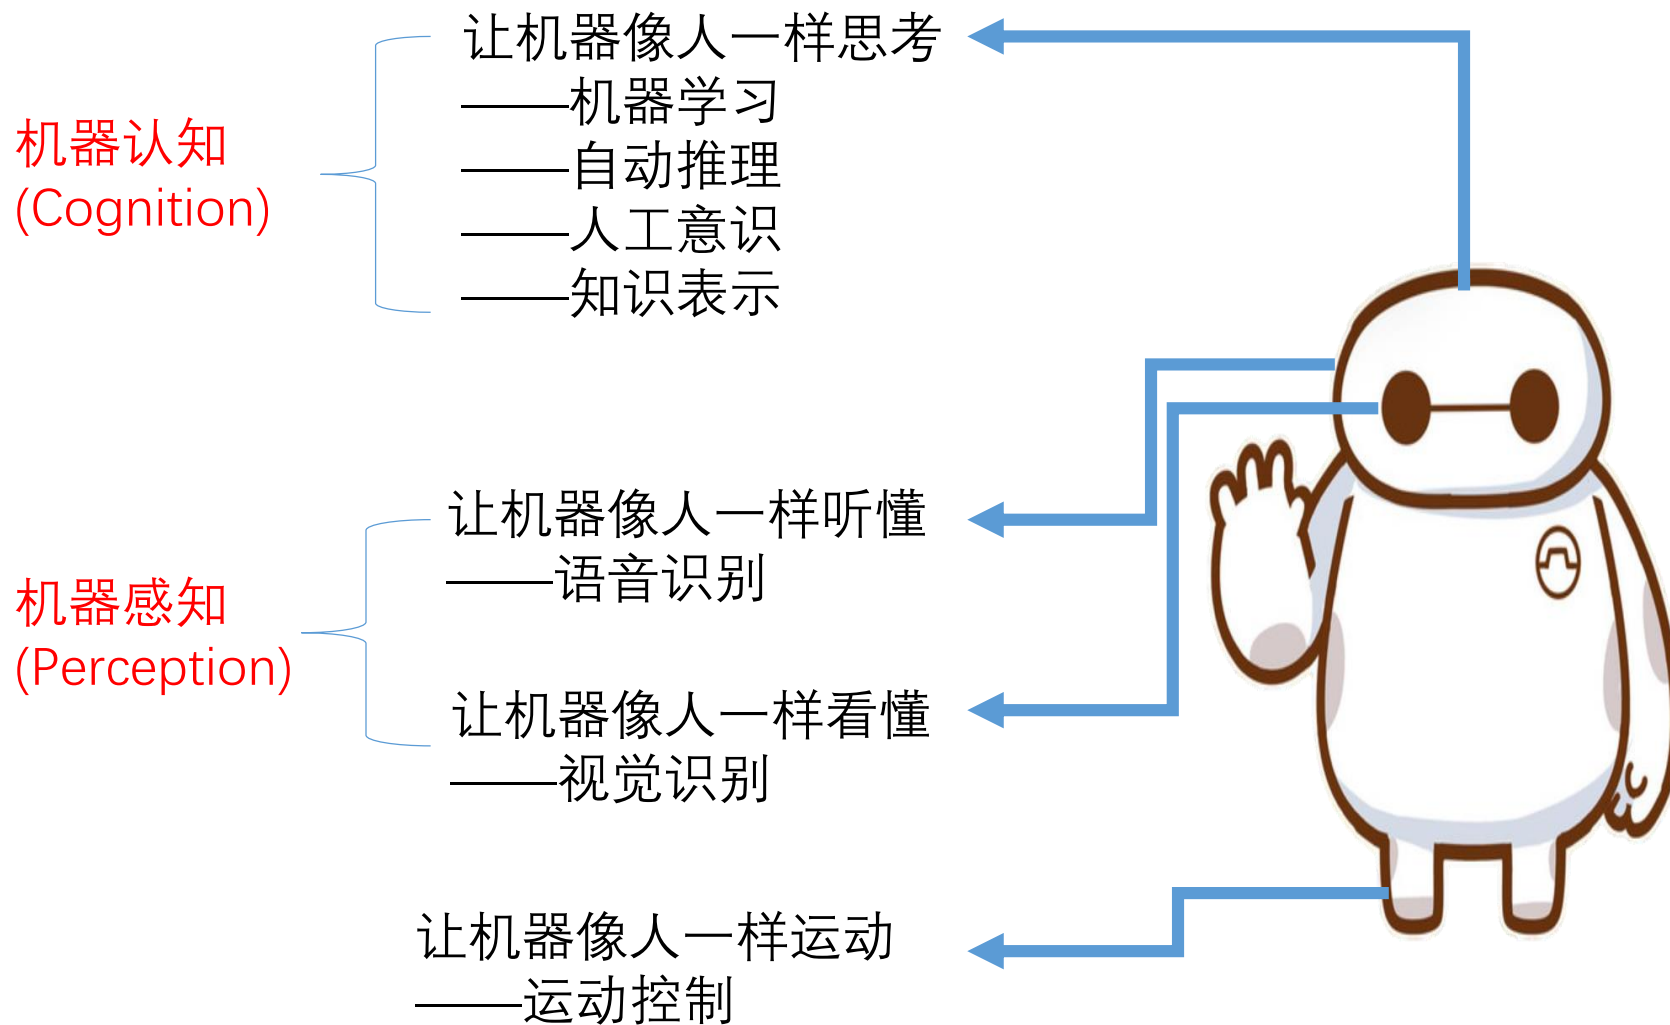 让机器像人一样思考
——机器学习
——自动推理
——人工意识
——知识表示
机器认知
(Cognition)
让机器像人一样听懂
——语音识别
机器感知
(Perception)
让机器像人一样看懂
——视觉识别
让机器像人一样运动
——运动控制